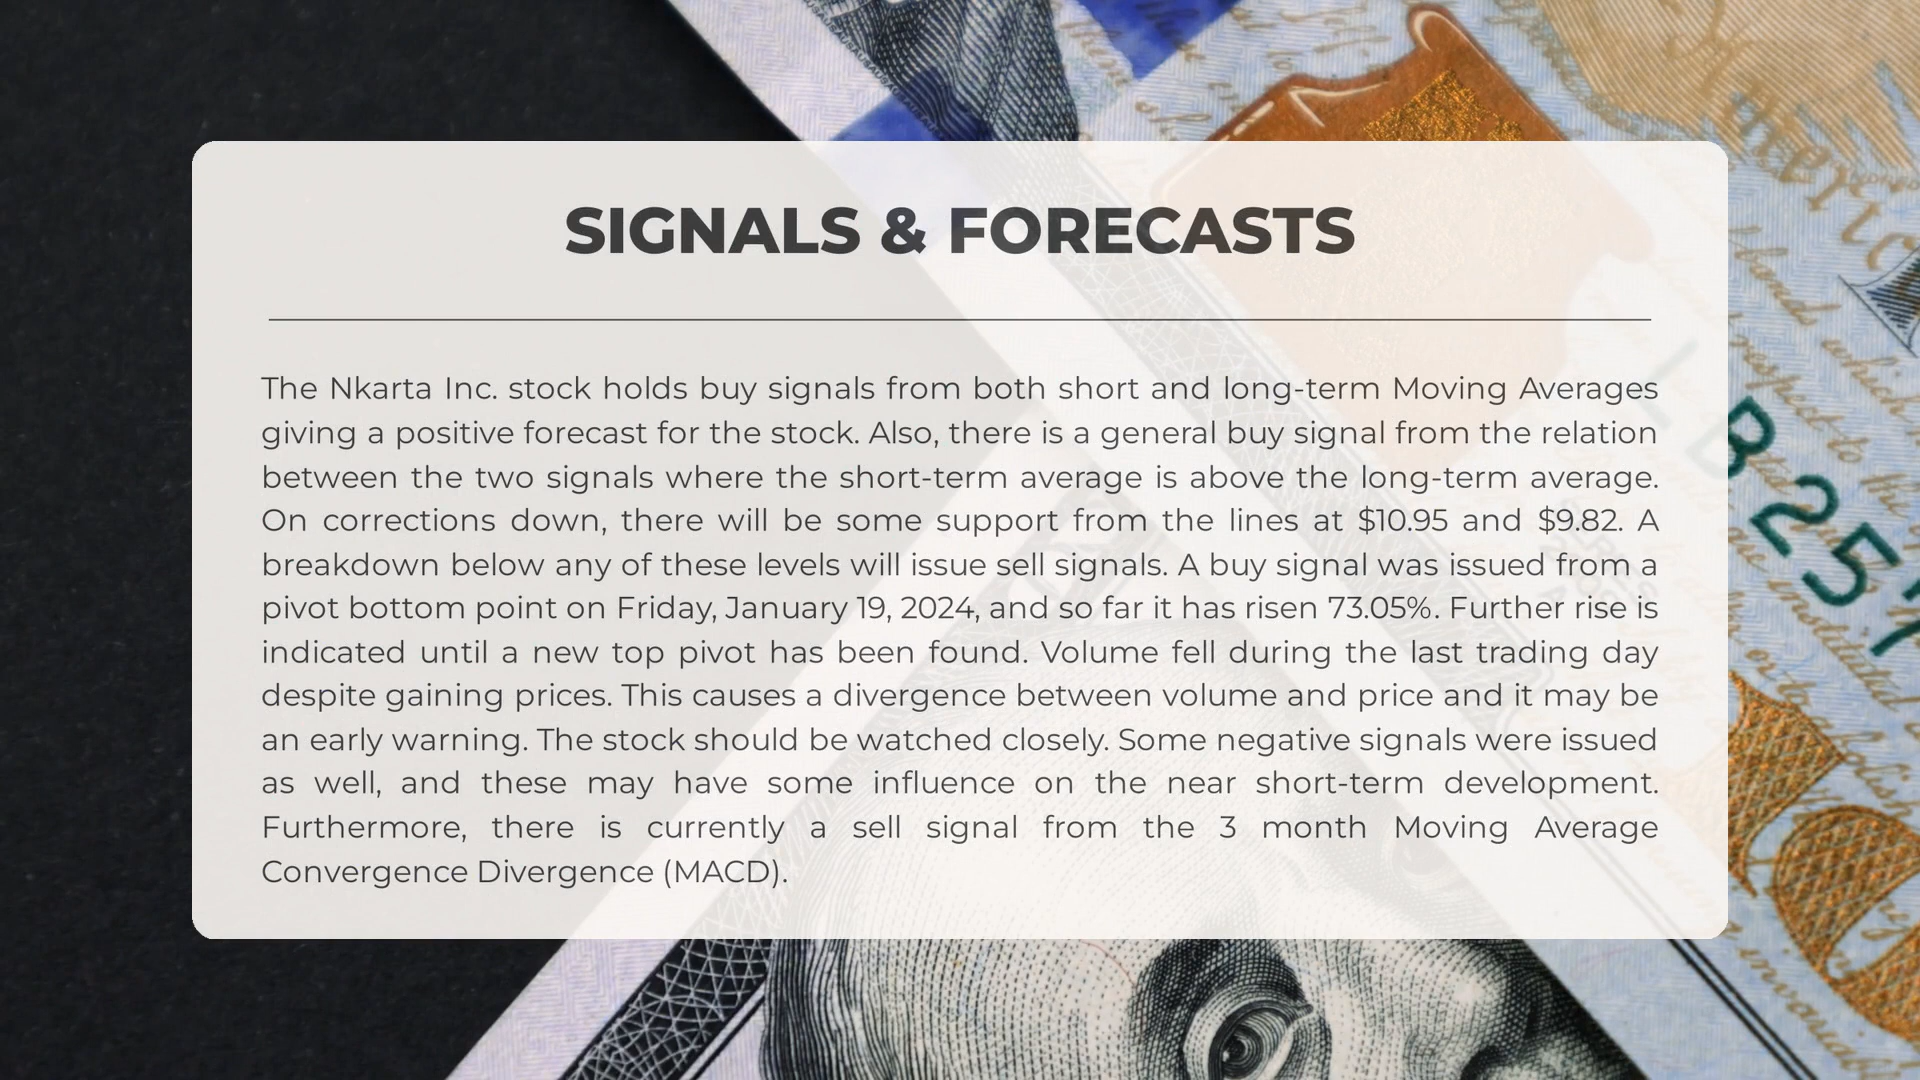 SIGNALS & FORECASTS
The Nkarta Inc. stock holds buy signals from both short and long-term Moving Averages
giving a positive forecast for the stock. Also, there is a general buy signal from the relation
between the two signals where the short-term average is above the long-term average.
On corrections down, there will be some support from the lines at $10.95 and $9.82. A
breakdown below any of these levels will issue sell signals. A buy signal was issued from a
pivot bottom point on Friday, January 19, 2024, and so far it has risen 73.05%. Further rise is
indicated until a new top pivot has been found. Volume fell during the last trading day
despite gaining prices. This causes a divergence between volume and price and it may be
an early warning. The stock should be watched closely. Some negative signals were issued
as well, and these may have some influence on the near short-term development.
Furthermore, there is currently a sell signal from the 3 month Moving Average
Convergence Divergence (MACD).
LB257